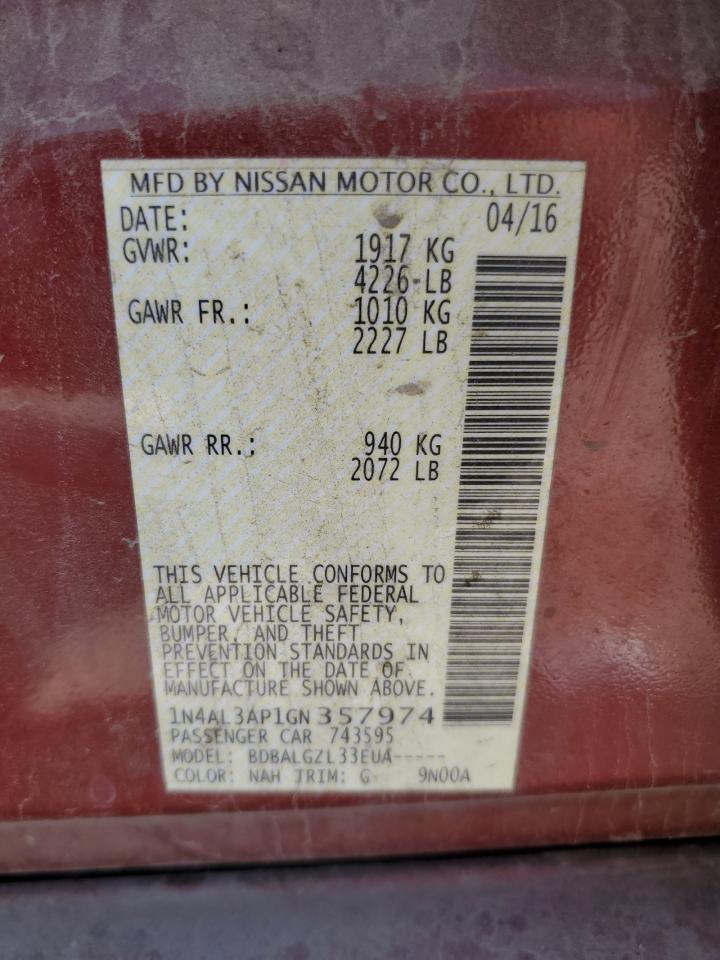 MFD BY NISSAN MOTOR CO., LTD.
DATE: 04/16
GVWR: 1917 KG
4226 LB
GAWR FR.: 1010 KG
2227 LB
GAWR RR.: 940 KG
2072 LB
THIS VEHICLE CONFORMS TO
ALL APPLICABLE FEDERAL
MOTOR VEHICLE SAFETY,
BUMPER, AND THEFT
PREVENTION STANDARDS IN
EFFECT ON THE DATE OF
MANUFACTURE SHOWN ABOVE.
1N4AL3AP1GN357974
PASSENGER CAR 743595
MODEL: BDBALGZL33EUA-----
COLOR: NAH TRIM: G 9N00A